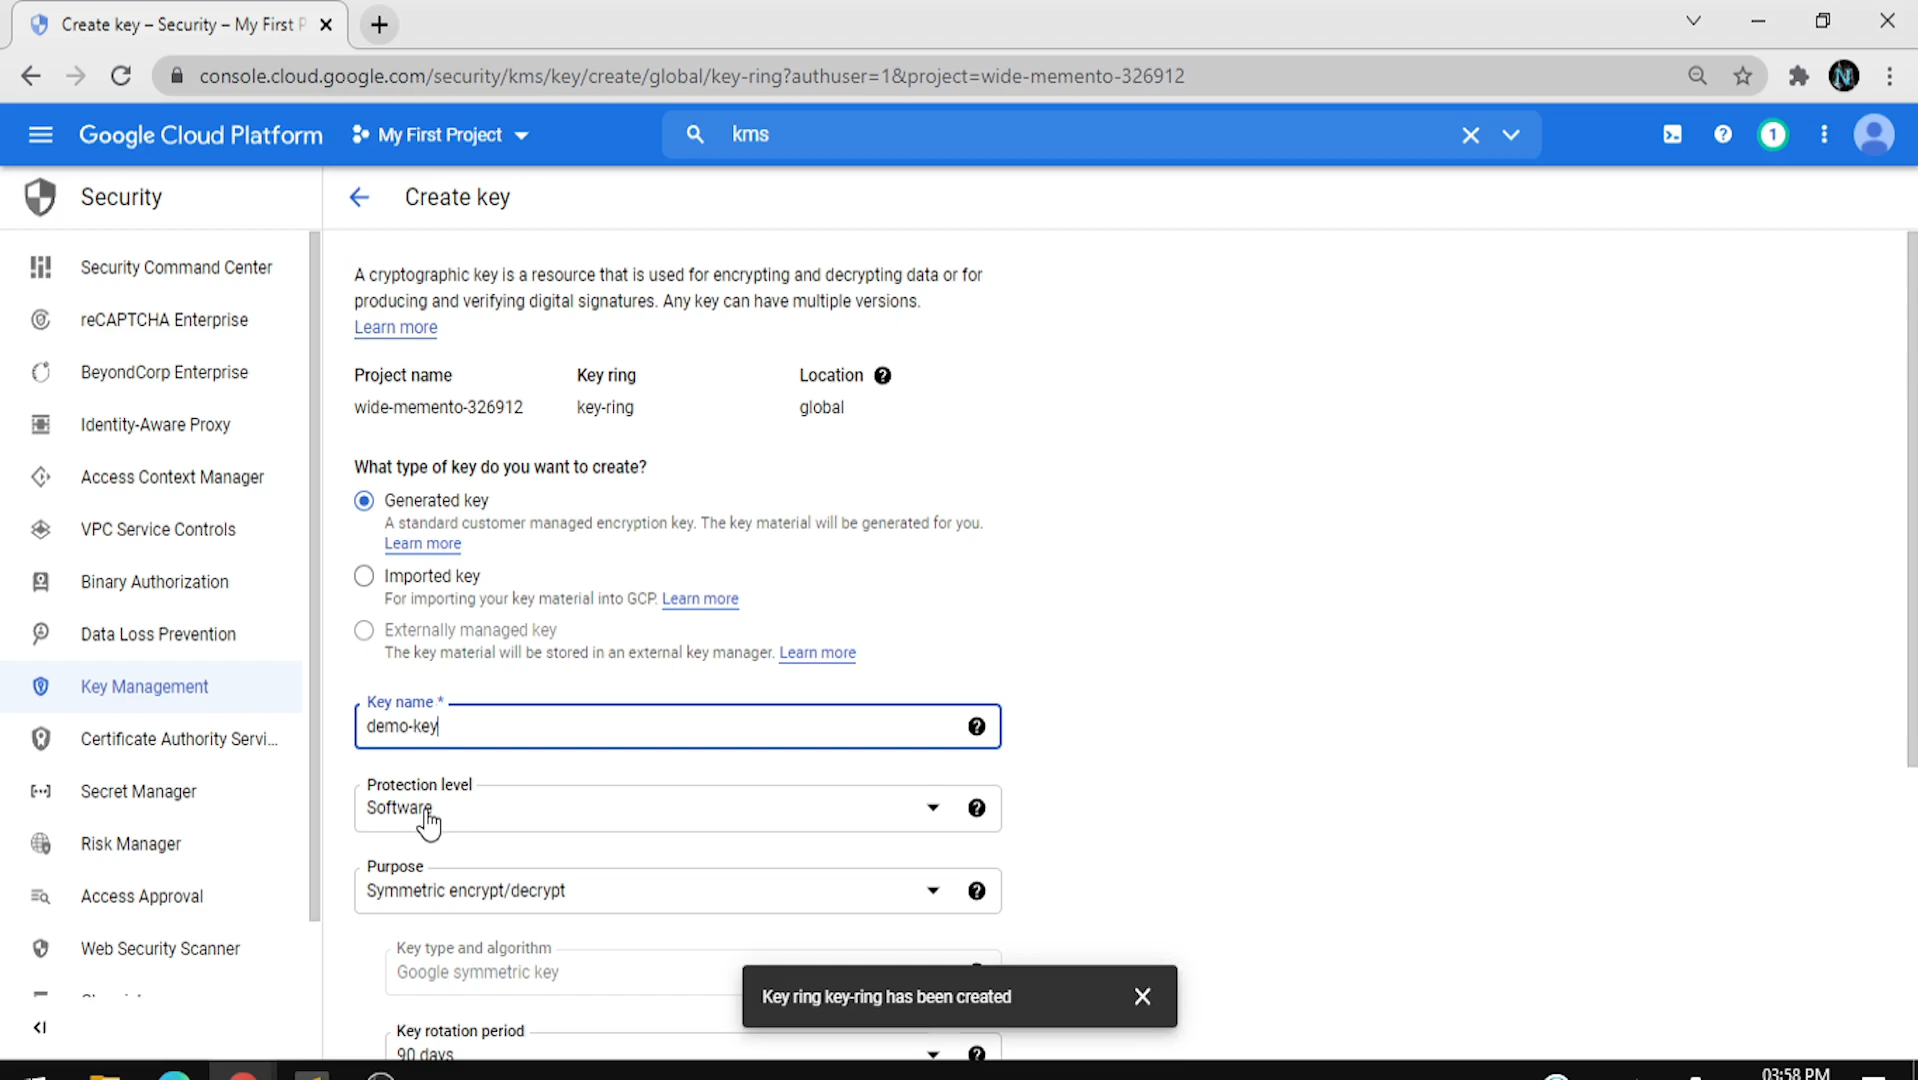 Create key – Security – My First P
console.cloud.google.com/security/kms/key/create/global/key-ring?authuser=1&project=wide-memento-326912
N
Google Cloud Platform
My First Project
kms
1
Security
Create key
Security Command Center
reCAPTCHA Enterprise
BeyondCorp Enterprise
Identity-Aware Proxy
Access Context Manager
VPC Service Controls
Binary Authorization
Data Loss Prevention
Key Management
Certificate Authority Servi...
Secret Manager
Risk Manager
Access Approval
Web Security Scanner
A cryptographic key is a resource that is used for encrypting and decrypting data or for
producing and verifying digital signatures. Any key can have multiple versions.
Learn more
Project name
Key ring
Location
wide-memento-326912
key-ring
global
What type of key do you want to create?
Generated key
A standard customer managed encryption key. The key material will be generated for you.
Learn more
Imported key
For importing your key material into GCP. Learn more
Externally managed key
The key material will be stored in an external key manager. Learn more
Key name *
demo-key
Protection level
Software
Purpose
Symmetric encrypt/decrypt
Key type and algorithm
Google symmetric key
Key ring key-ring has been created
Key rotation period
90 days
03:58 PM